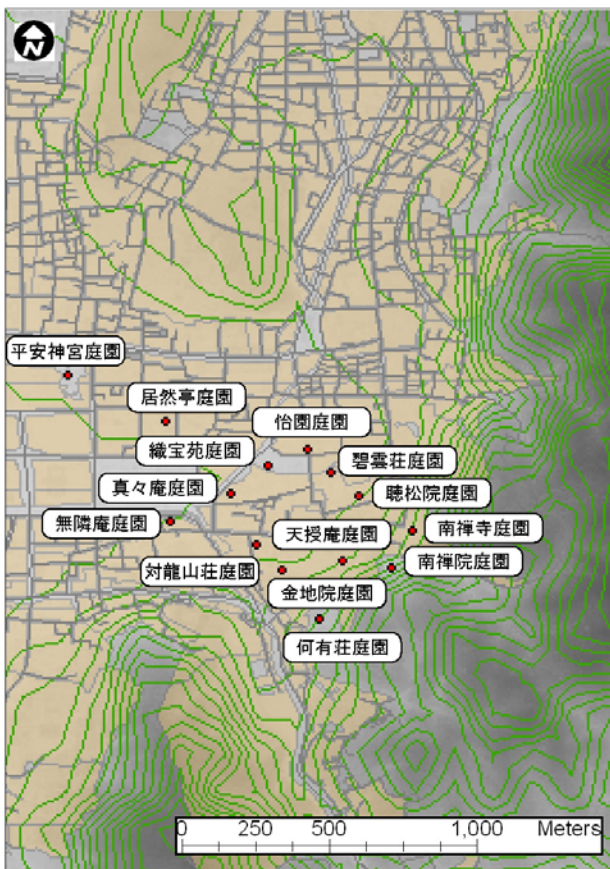 N
平安神宮庭園
居然亭庭園
怡園庭園
織宝苑庭園
碧雲荘庭園
真々庵庭園
聴松院庭園
無隣庵庭園
天授庵庭園
南禅寺庭園
対龍山荘庭園
南禅院庭園
金地院庭園
何有荘庭園
0 250 500 1,000 Meters